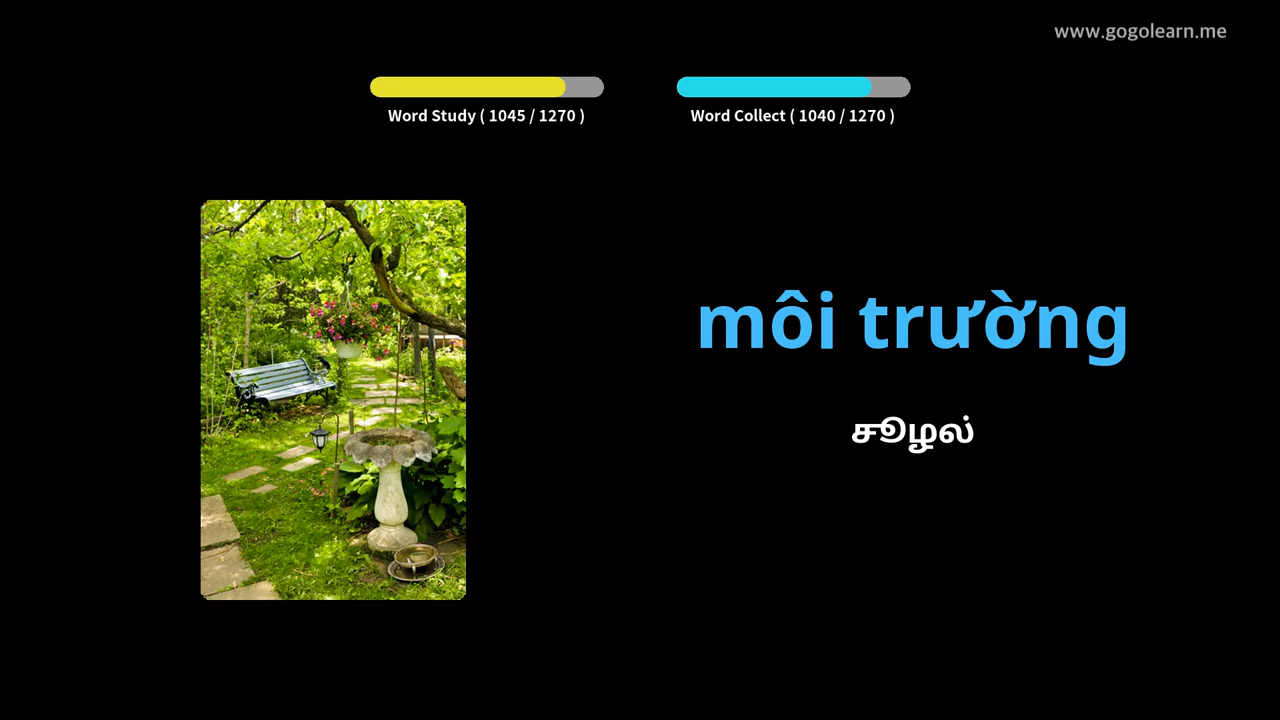 www.gogolearn.me
Word Study ( 1045 / 1270 )
Word Collect ( 1040 / 1270 )
môi trường
சூழல்